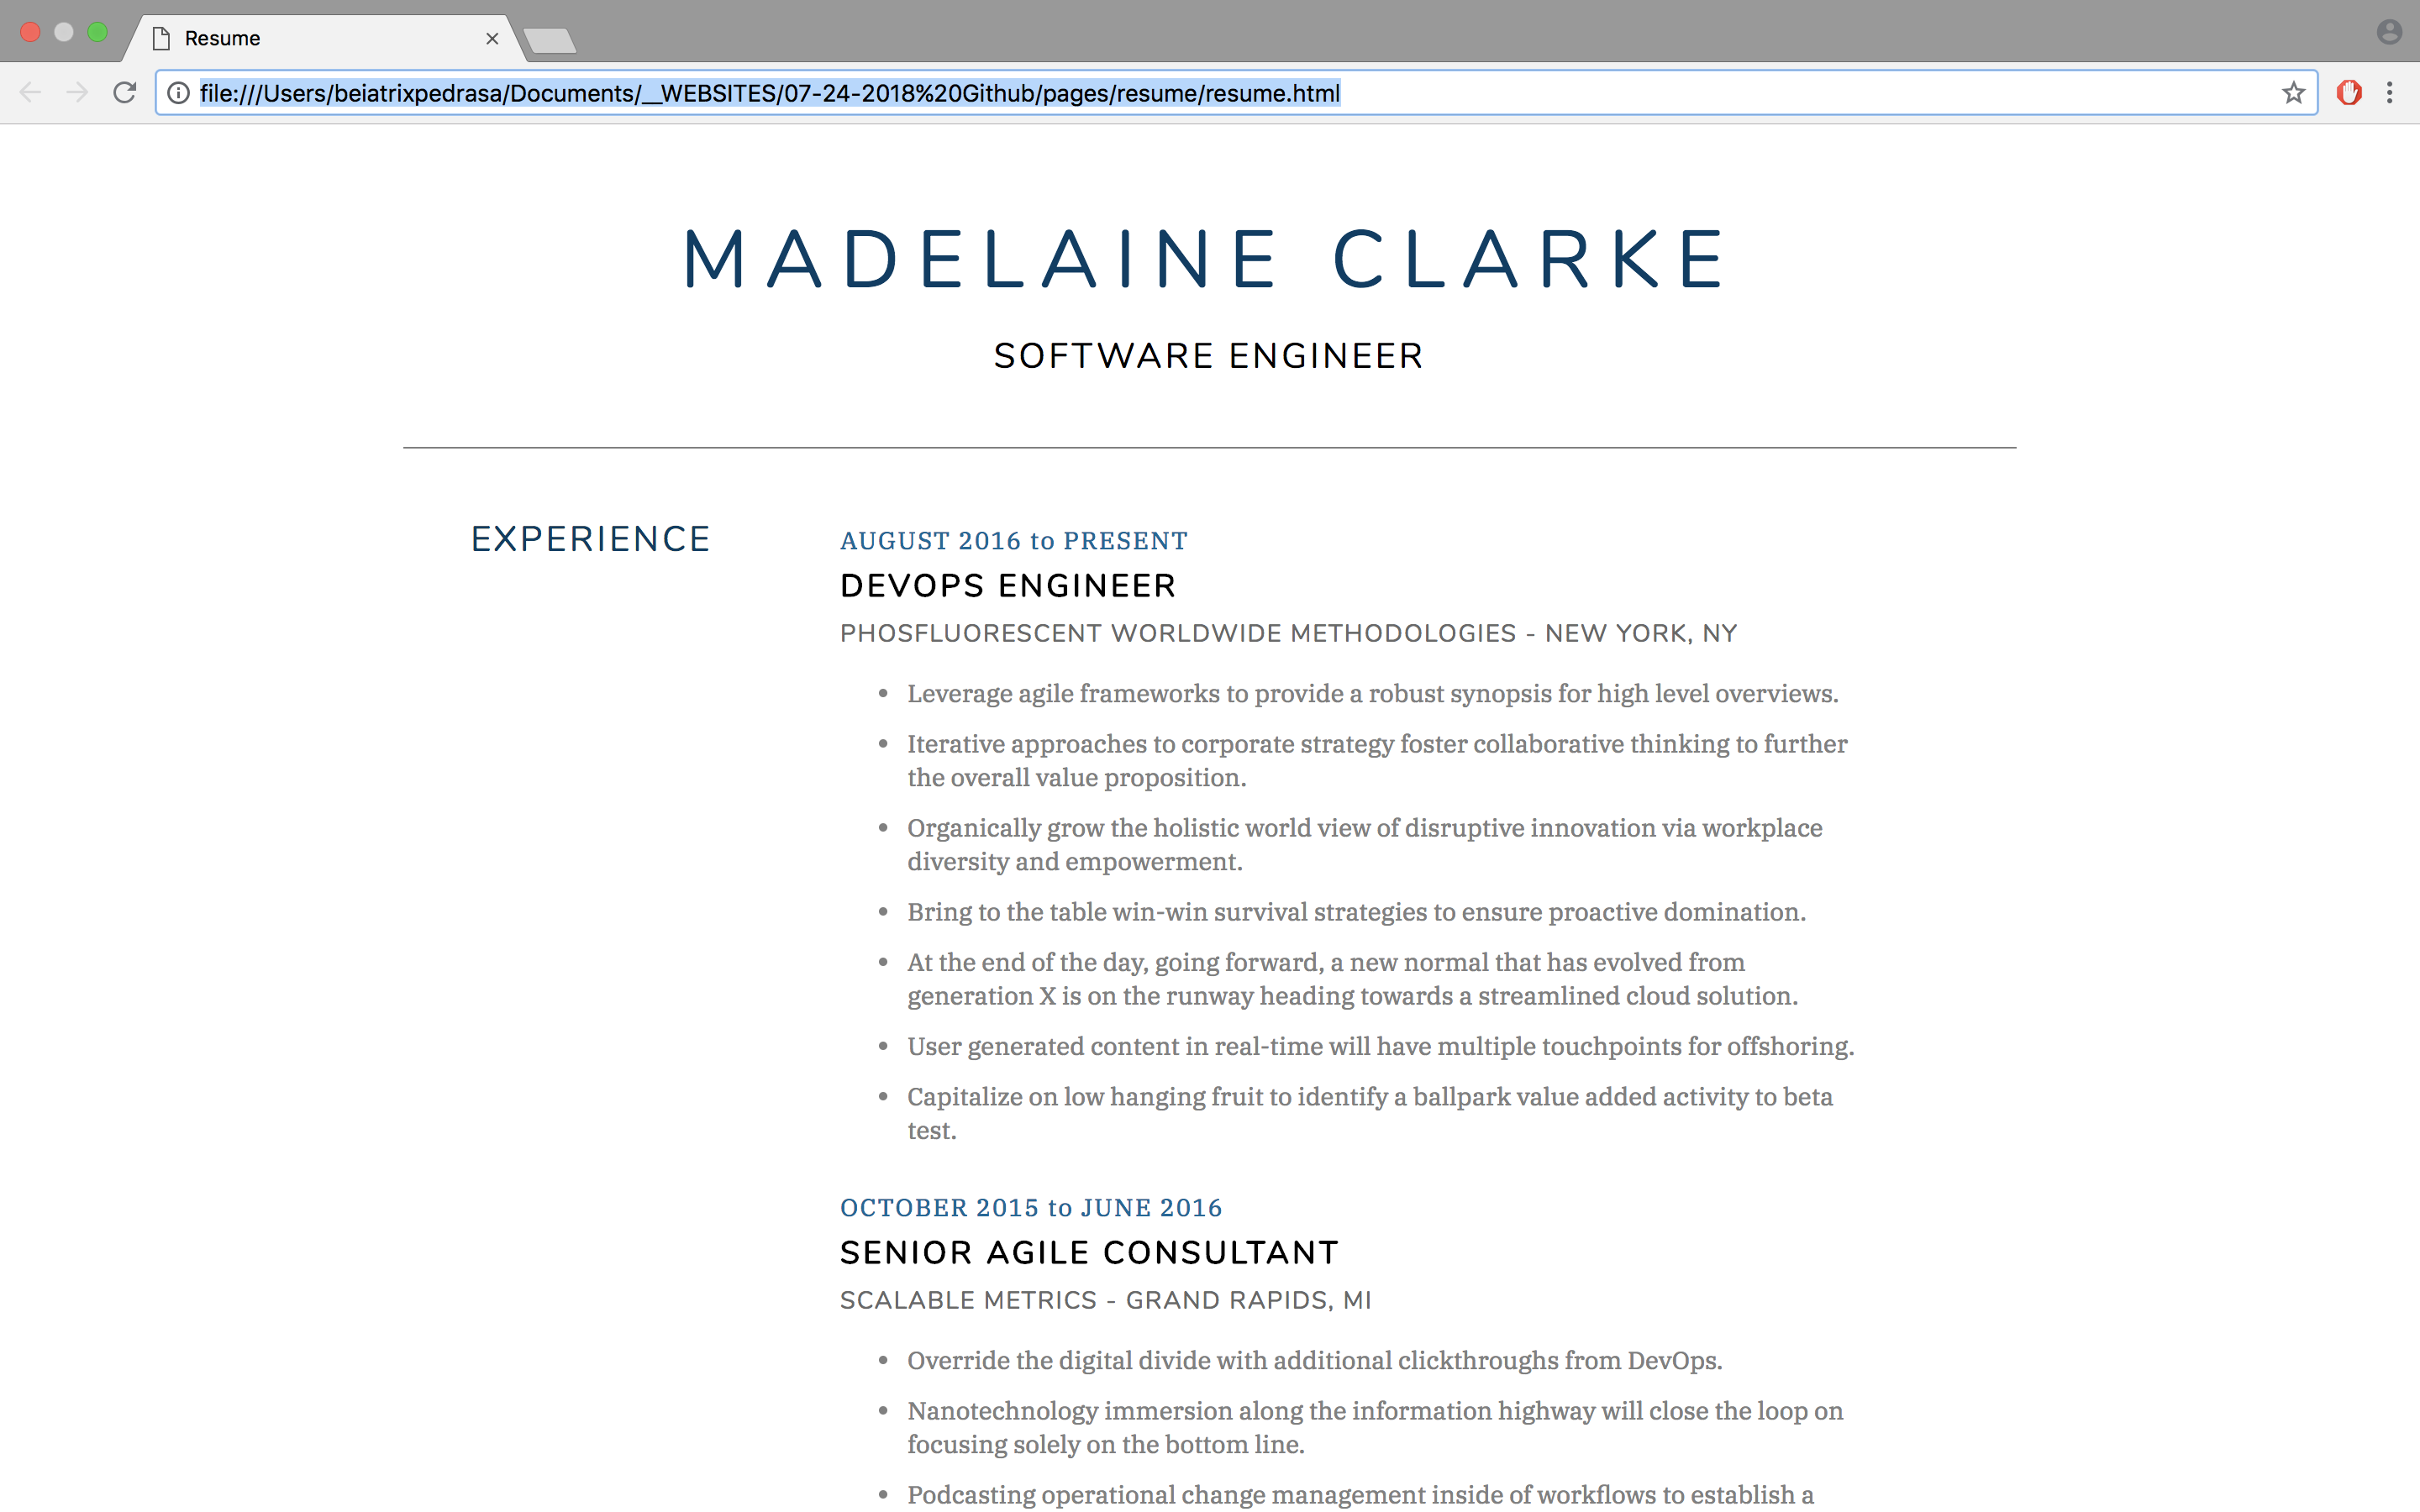 Resume
file:///Users/beiatrixpedrasa/Documents/__WEBSITES/07-24-2018%20Github/pages/resume/resume.html
MADELAINE CLARKE
SOFTWARE ENGINEER
EXPERIENCE
AUGUST 2016 to PRESENT
DEVOPS ENGINEER
PHOSFLUORESCENT WORLDWIDE METHODOLOGIES - NEW YORK, NY
• Leverage agile frameworks to provide a robust synopsis for high level overviews.
• Iterative approaches to corporate strategy foster collaborative thinking to further
the overall value proposition.
• Organically grow the holistic world view of disruptive innovation via workplace
diversity and empowerment.
• Bring to the table win-win survival strategies to ensure proactive domination.
• At the end of the day, going forward, a new normal that has evolved from
generation X is on the runway heading towards a streamlined cloud solution.
• User generated content in real-time will have multiple touchpoints for offshoring.
• Capitalize on low hanging fruit to identify a ballpark value added activity to beta
test.
OCTOBER 2015 to JUNE 2016
SENIOR AGILE CONSULTANT
SCALABLE METRICS - GRAND RAPIDS, MI
• Override the digital divide with additional clickthroughs from DevOps.
• Nanotechnology immersion along the information highway will close the loop on
focusing solely on the bottom line.
• Podcasting operational change management inside of workflows to establish a